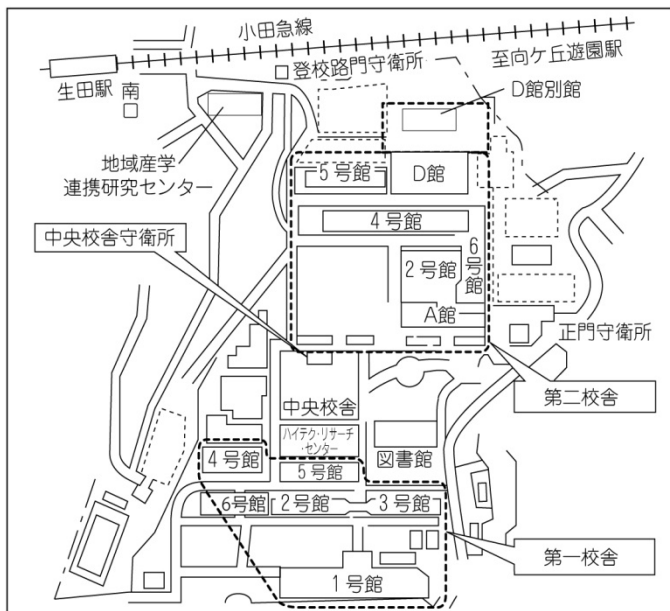 小田急線
登校路門守衛所
至向ケ丘遊園駅
生田駅
南
D館別館
地域産学
連携研究センター
5号館
D館
中央校舎守衛所
4号館
2号館
6号館
A館
正門守衛所
第二校舎
中央校舎
ハイテク・リサーチ
・センター
図書館
4号館
5号館
6号館
2号館
3号館
第一校舎
1号館